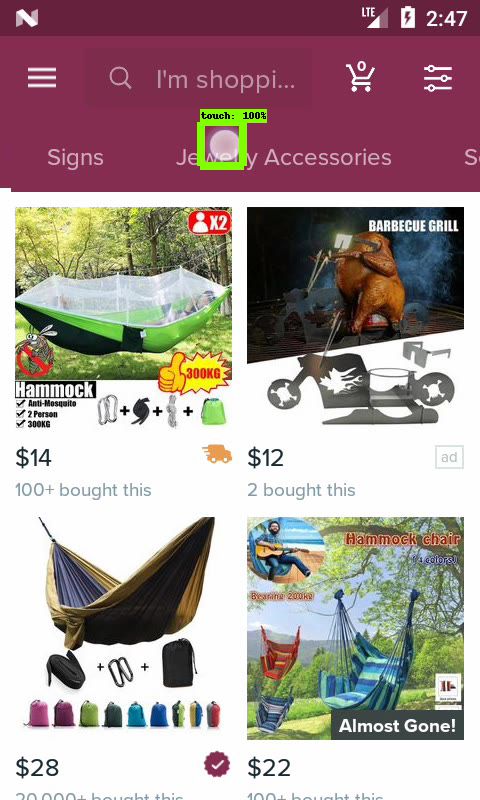 LTE
2:47
0
I'm shoppi...
touch: 100%
Signs
Jewelry Accessories
X2
Hammock
Anti-Mosquito
2 Person
300KG
300KG
BARBECUE GRILL
$14
100+ bought this
$12
ad
2 bought this
Hammock chair
(4 colors)
Bearing 200kg
Almost Gone!
$28
20,000+ bought this
$22
100+ bought this